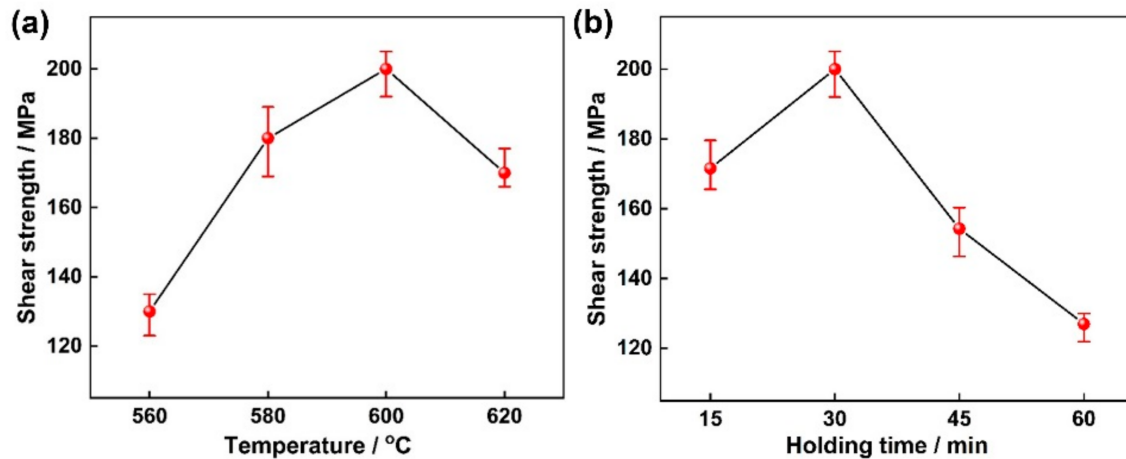 (a)
Shear strength / MPa
200
180
160
140
120
560 580 600 620
Temperature / °C
(b)
Shear strength / MPa
200
180
160
140
120
15 30 45 60
Holding time / min